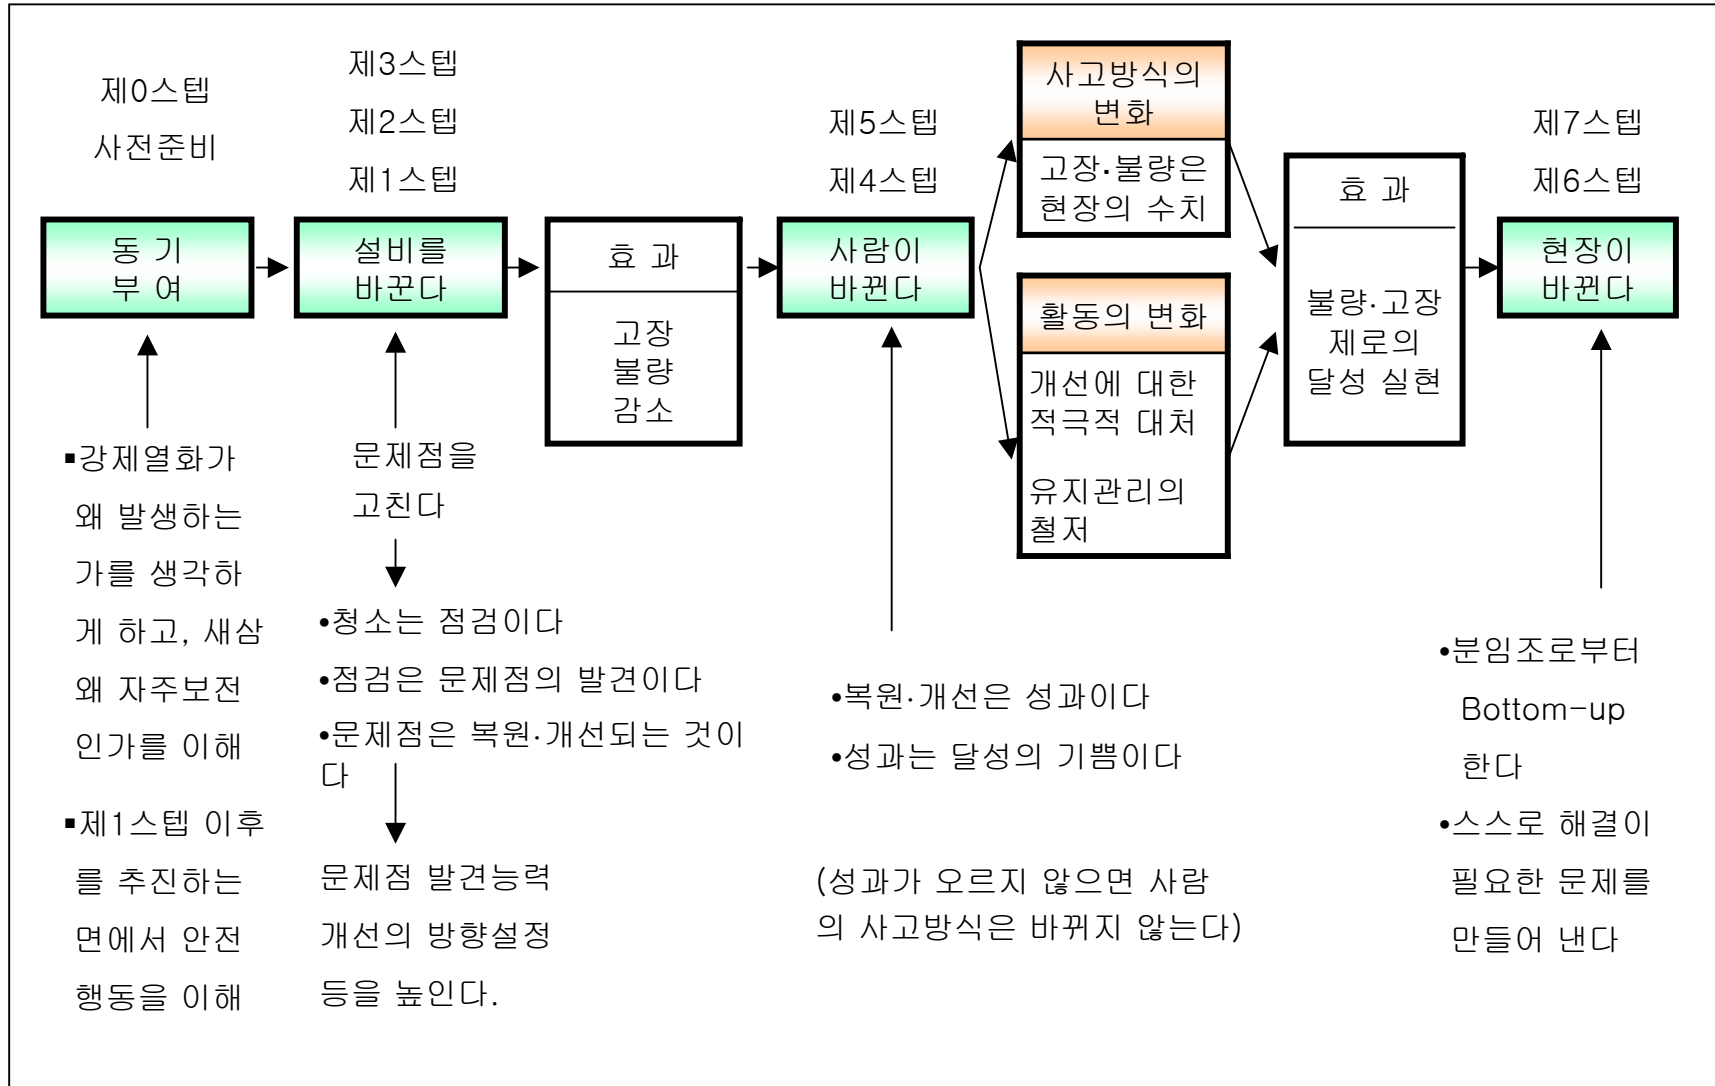 제0스텝
사전준비
동 기
부 여
▪강제열화가
왜 발생하는
가를 생각하
게 하고, 새삼
왜 자주보전
인가를 이해
▪제1스텝 이후
를 추진하는
면에서 안전
행동을 이해
제3스텝
제2스텝
제1스텝
설비를
바꾼다
문제점을
고친다
•청소는 점검이다
•점검은 문제점의 발견이다
•문제점은 복원·개선되는 것이
다
문제점 발견능력
개선의 방향설정
등을 높인다.
효 과
고장
불량
감소
제5스텝
제4스텝
사람이
바뀐다
•복원·개선은 성과이다
•성과는 달성의 기쁨이다
(성과가 오르지 않으면 사람
의 사고방식은 바뀌지 않는다)
사고방식의
변화
고장·불량은
현장의 수치
활동의 변화
개선에 대한
적극적 대처
유지관리의
철저
효 과
불량·고장
제로의
달성 실현
제7스텝
제6스텝
현장이
바뀐다
•분임조로부터
Bottom-up
한다
•스스로 해결이
필요한 문제를
만들어 낸다